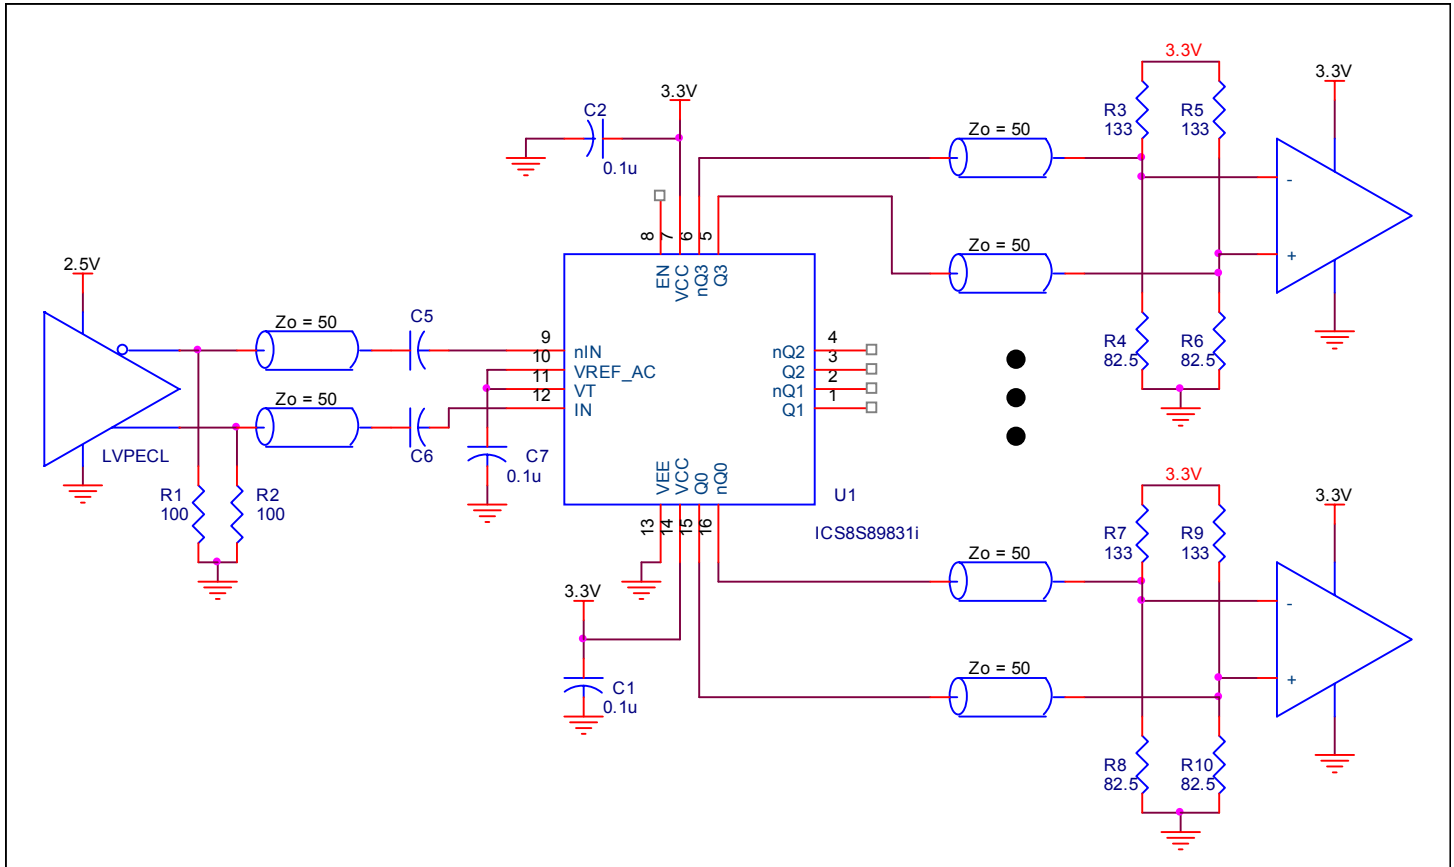 3.3V
3.3V
3.3V
C2
0.1u
Zo = 50
R3
133
R5
133
-
+
8
7
6
5
EN
VCC
nQ3
Q3
Zo = 50
2.5V
Zo = 50
C5
9
10
11
12
nIN
VREF_AC
VT
IN
nQ2
Q2
nQ1
Q1
4
3
2
1
R4
82.5
R6
82.5
Zo = 50
C6
LVPECL
C7
0.1u
R1
100
R2
100
VEE
VCC
Q0
nQ0
13
14
15
16
U1
ICS8S89831i
3.3V
3.3V
R7
133
R9
133
Zo = 50
-
+
3.3V
C1
0.1u
Zo = 50
R8
82.5
R10
82.5